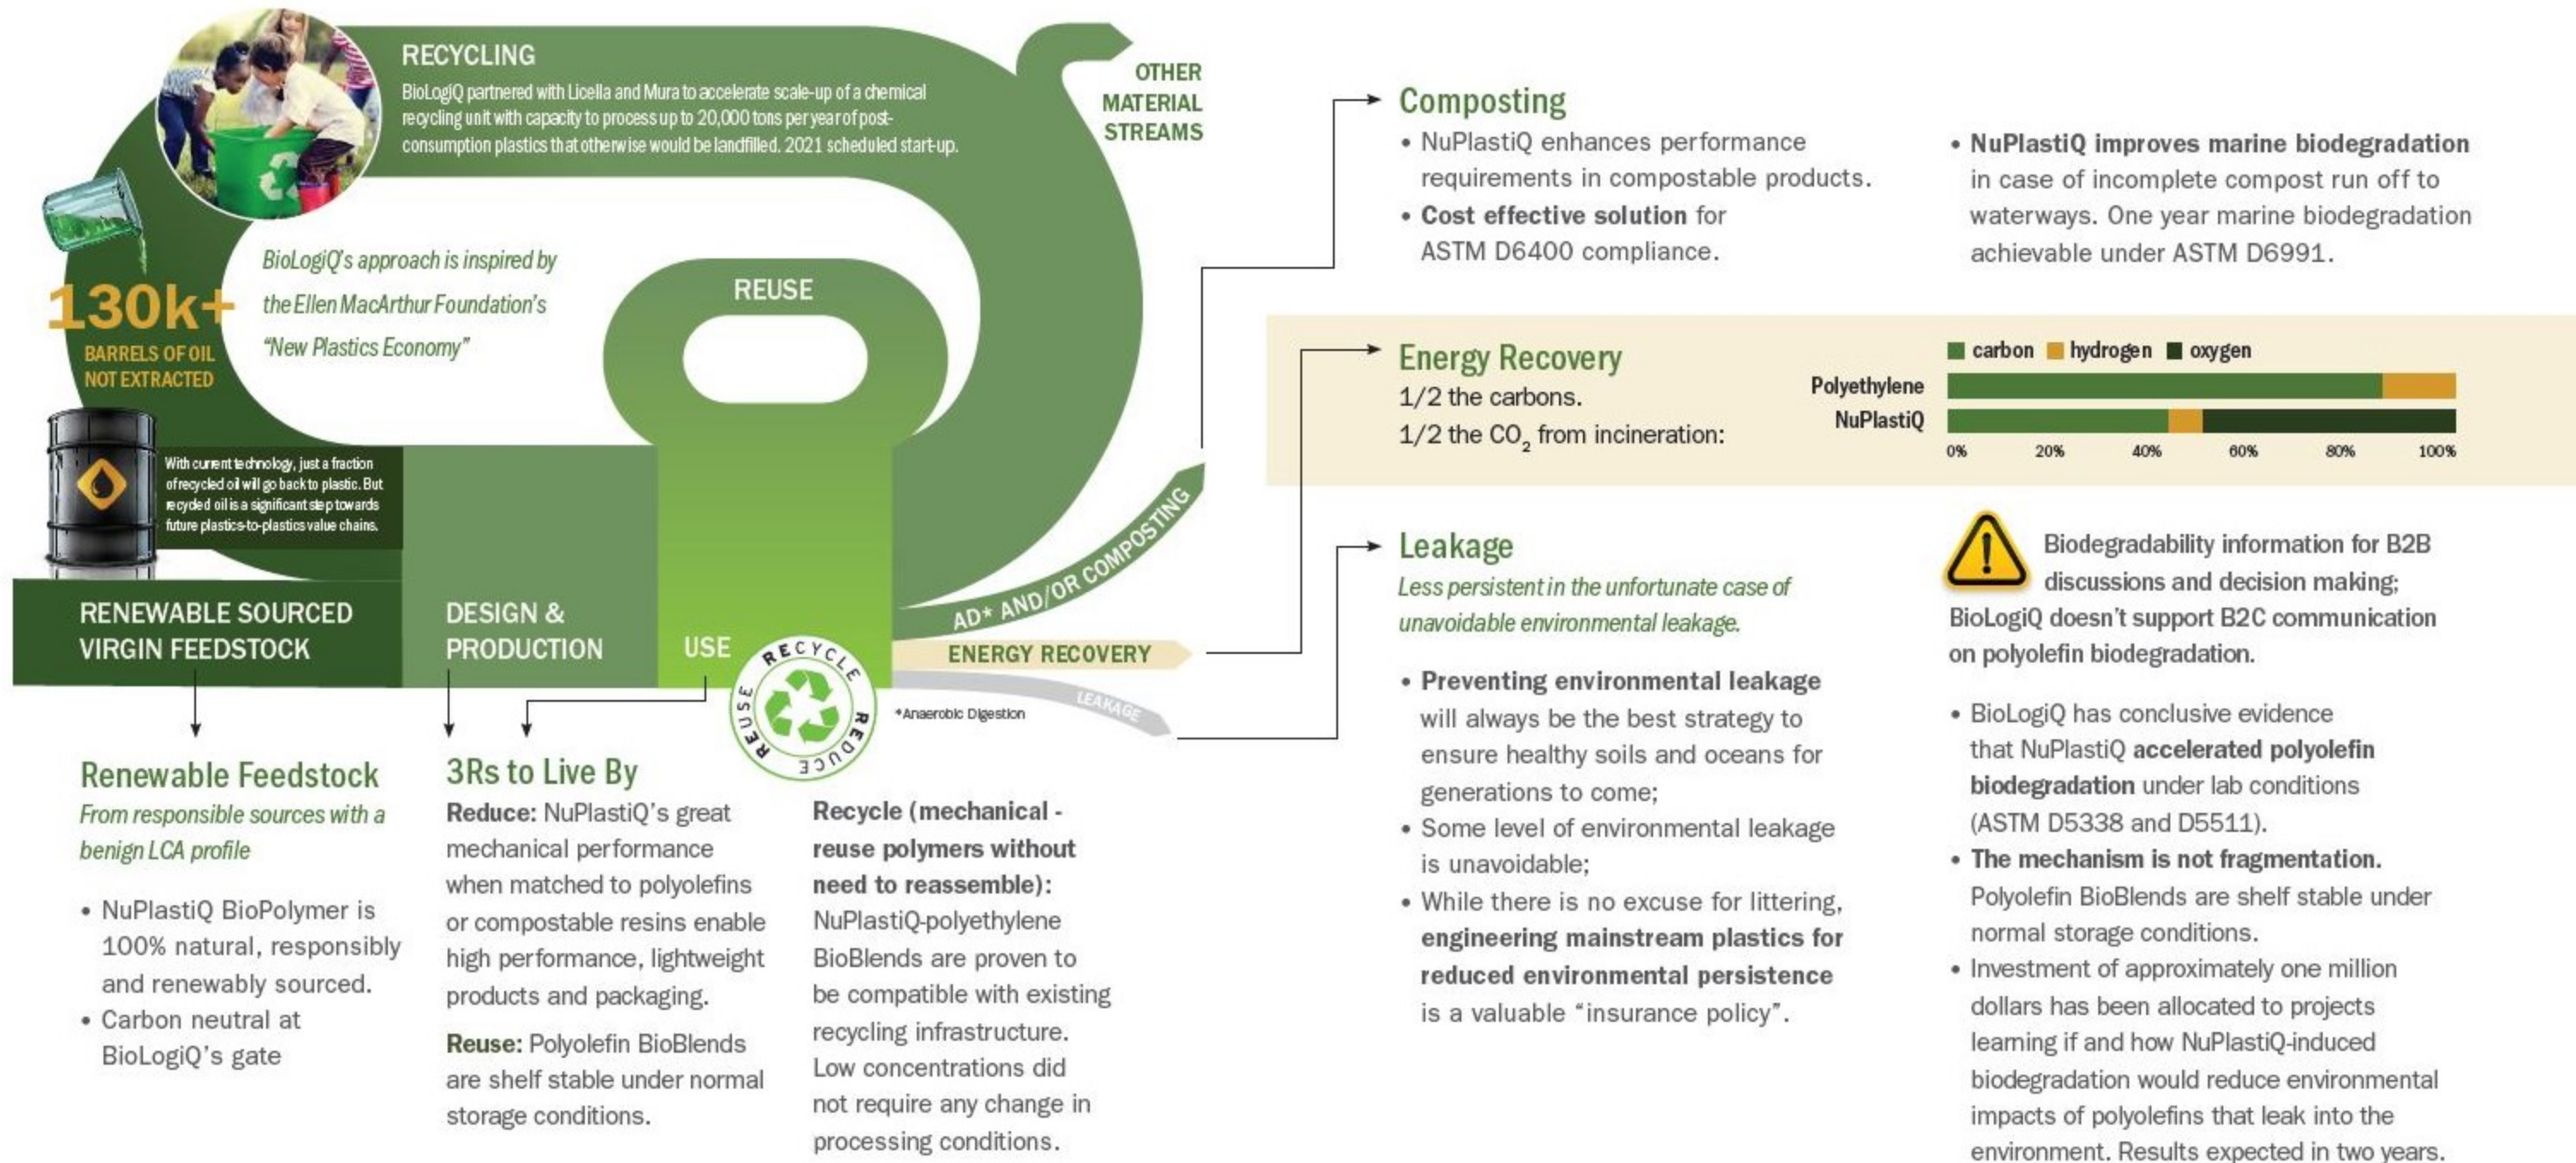 RECYCLING
BioLogiQ partnered with Licella and Mura to accelerate scale-up of a chemical
recycling unit with capacity to process up to 20,000 tons per year of post-
consumption plastics that otherwise would be landfilled. 2021 scheduled start-up.
OTHER
MATERIAL
STREAMS
130k+
BARRELS OF OIL
NOT EXTRACTED
BioLogiQ's approach is inspired by
the Ellen MacArthur Foundation's
"New Plastics Economy"
REUSE
With current technology, just a fraction
of recycled oil will go back to plastic. But
recycled oil is a significant step towards
future plastics-to-plastics value chains.
RENEWABLE SOURCED
VIRGIN FEEDSTOCK
DESIGN &
PRODUCTION
USE
RECYCLE
REDUCE
REUSE
AD* AND/OR COMPOSTING
ENERGY RECOVERY
LEAKAGE
*Anaerobic Digestion
Renewable Feedstock
From responsible sources with a
benign LCA profile
• NuPlastiQ BioPolymer is
100% natural, responsibly
and renewably sourced.
• Carbon neutral at
BioLogiQ's gate
3Rs to Live By
Reduce: NuPlastiQ's great
mechanical performance
when matched to polyolefins
or compostable resins enable
high performance, lightweight
products and packaging.
Reuse: Polyolefin BioBlends
are shelf stable under normal
storage conditions.
Recycle (mechanical -
reuse polymers without
need to reassemble):
NuPlastiQ-polyethylene
BioBlends are proven to
be compatible with existing
recycling infrastructure.
Low concentrations did
not require any change in
processing conditions.
Composting
• NuPlastiQ enhances performance
requirements in compostable products.
• Cost effective solution for
ASTM D6400 compliance.
• NuPlastiQ improves marine biodegradation
in case of incomplete compost run off to
waterways. One year marine biodegradation
achievable under ASTM D6991.
Energy Recovery
1/2 the carbons.
1/2 the CO2 from incineration:
carbon hydrogen oxygen
Polyethylene
NuPlastiQ
0% 20% 40% 60% 80% 100%
Leakage
Less persistent in the unfortunate case of
unavoidable environmental leakage.
• Preventing environmental leakage
will always be the best strategy to
ensure healthy soils and oceans for
generations to come;
• Some level of environmental leakage
is unavoidable;
• While there is no excuse for littering,
engineering mainstream plastics for
reduced environmental persistence
is a valuable "insurance policy".
Biodegradability information for B2B
discussions and decision making;
BioLogiQ doesn't support B2C communication
on polyolefin biodegradation.
• BioLogiQ has conclusive evidence
that NuPlastiQ accelerated polyolefin
biodegradation under lab conditions
(ASTM D5338 and D5511).
• The mechanism is not fragmentation.
Polyolefin BioBlends are shelf stable under
normal storage conditions.
• Investment of approximately one million
dollars has been allocated to projects
learning if and how NuPlastiQ-induced
biodegradation would reduce environmental
impacts of polyolefins that leak into the
environment. Results expected in two years.